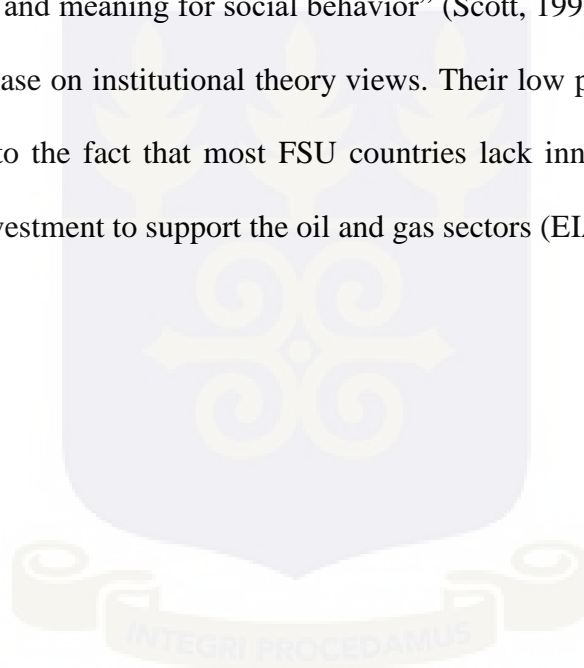 and meaning for social behavior” (Scott, 199
ase on institutional theory views. Their low p
to the fact that most FSU countries lack inn
vestment to support the oil and gas sectors (EL
INTEGRI PROCEDAMUS